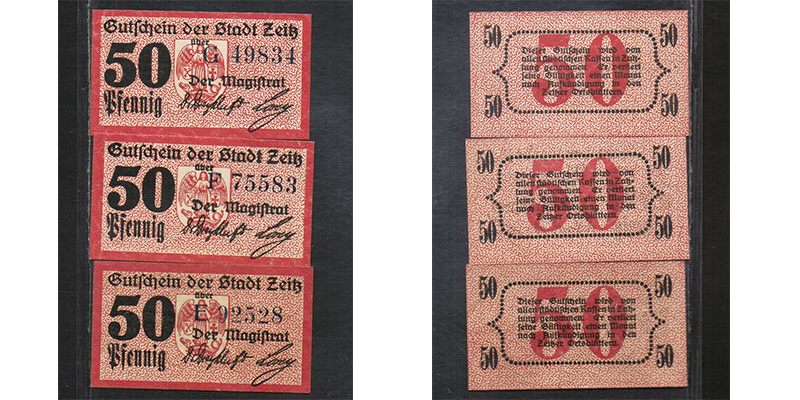 Gutschein der Stadt Zeitz
über
50
G 49834
Der Magistrat
Pfennig
Gutschein der Stadt Zeitz
über
50
F 75583
Der Magistrat
Pfennig
Gutschein der Stadt Zeitz
über
50
E 02528
Der Magistrat
Pfennig
50 50
Dieser Gutschein wird von
allen städtischen Kassen in Zah-
lung genommen. Er verliert
seine Gültigkeit einen Monat
nach Aufkündigung in den
Zeitzer Ortsblättern.
50
50 50
50 50
Dieser Gutschein wird von
allen städtischen Kassen in Zah-
lung genommen. Er verliert
seine Gültigkeit einen Monat
nach Aufkündigung in den
Zeitzer Ortsblättern.
50
50 50
50 50
Dieser Gutschein wird von
allen städtischen Kassen in Zah-
lung genommen. Er verliert
seine Gültigkeit einen Monat
nach Aufkündigung in den
Zeitzer Ortsblättern.
50
50 50